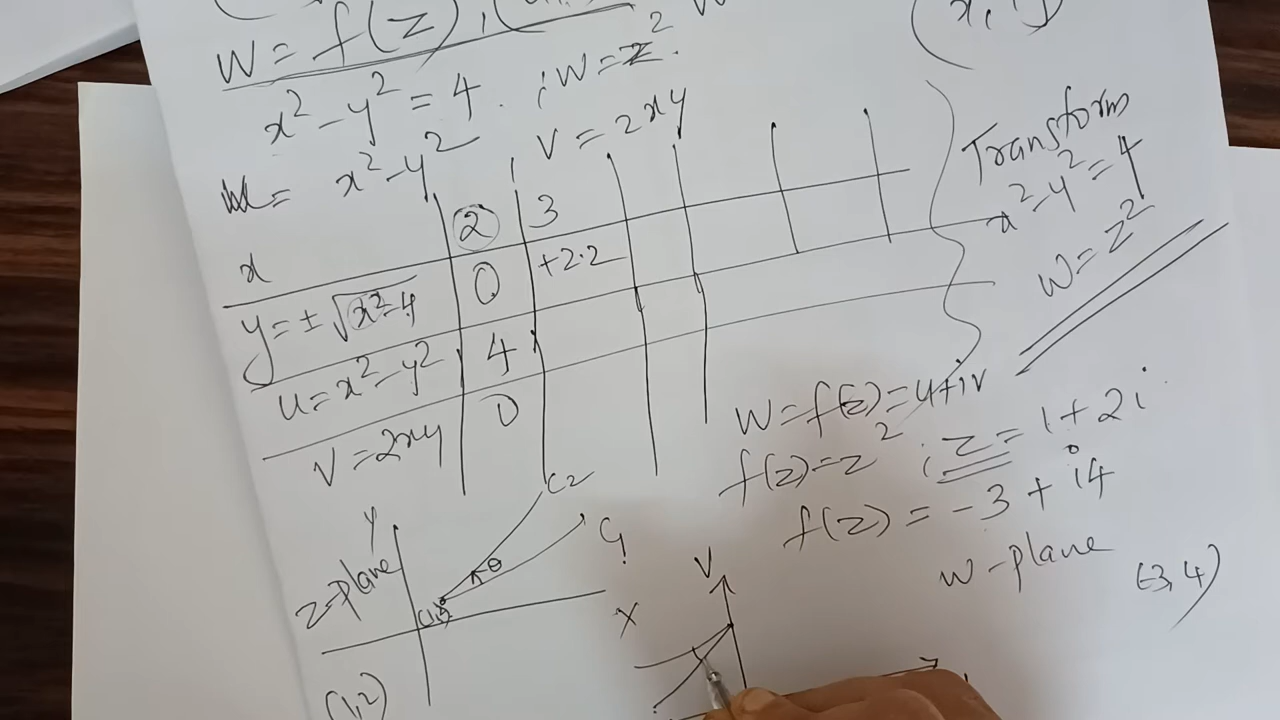 W = f(z),
x² - y² = 4 . ; W = z².
u = x² - y² , V = 2xy
x 2 3
y = ± √x²-4 0 +2.2
u = x² - y² 4
V = 2xy 0
Transform
x² - y² = 4
W = z²
W = f(z) = u + iv
f(z) = z² ; z = 1 + 2i
f(z) = -3 + i4
w-plane (-3, 4)
Y
z-plane
C2
C1
θ
(1,2)
X
(1,2)
V